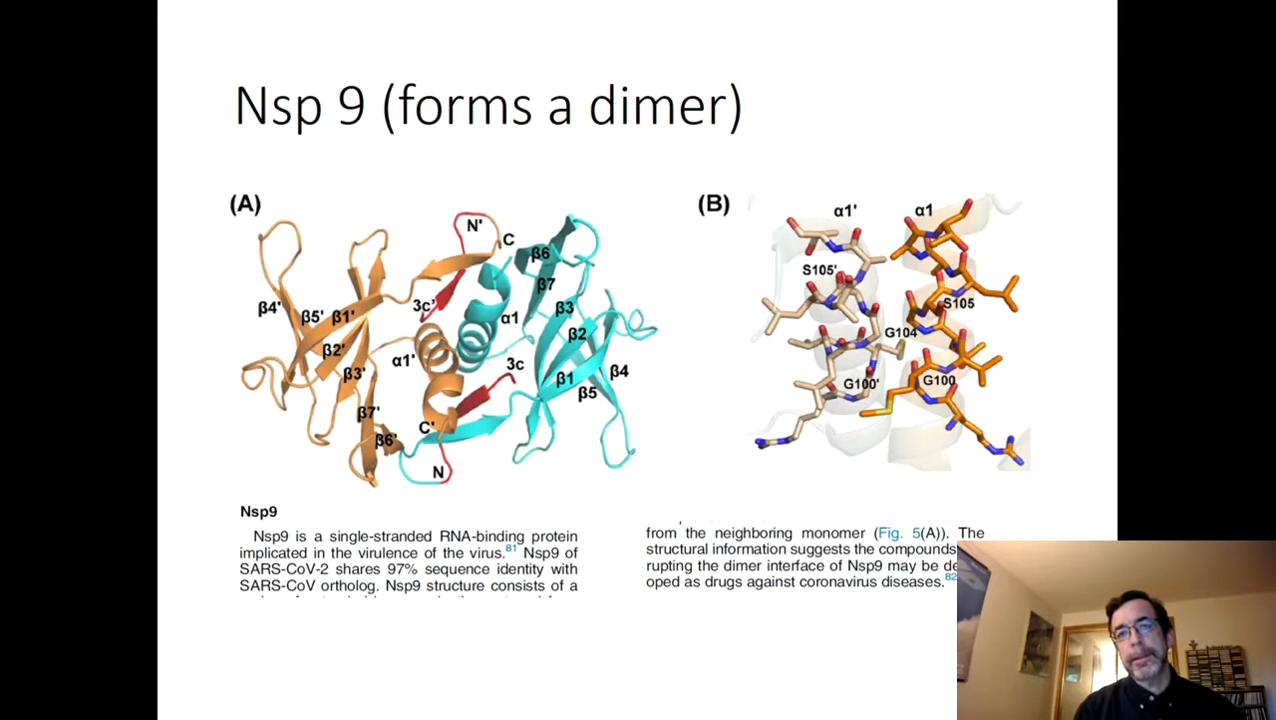 Nsp 9 (forms a dimer)
(A)
N'
C
β6
β7
β4'
β5'
β1'
3c'
α1
β3
β2'
β2
α1'
3c
β3'
β1
β4
β5
β7'
C'
β6'
N
(B)
α1'
α1
S105'
S105
G104
G100'
G100
Nsp9
Nsp9 is a single-stranded RNA-binding protein
implicated in the virulence of the virus.81 Nsp9 of
SARS-CoV-2 shares 97% sequence identity with
SARS-CoV ortholog. Nsp9 structure consists of a
from the neighboring monomer (Fig. 5(A)). The
structural information suggests the compounds
rupting the dimer interface of Nsp9 may be de
oped as drugs against coronavirus diseases.82